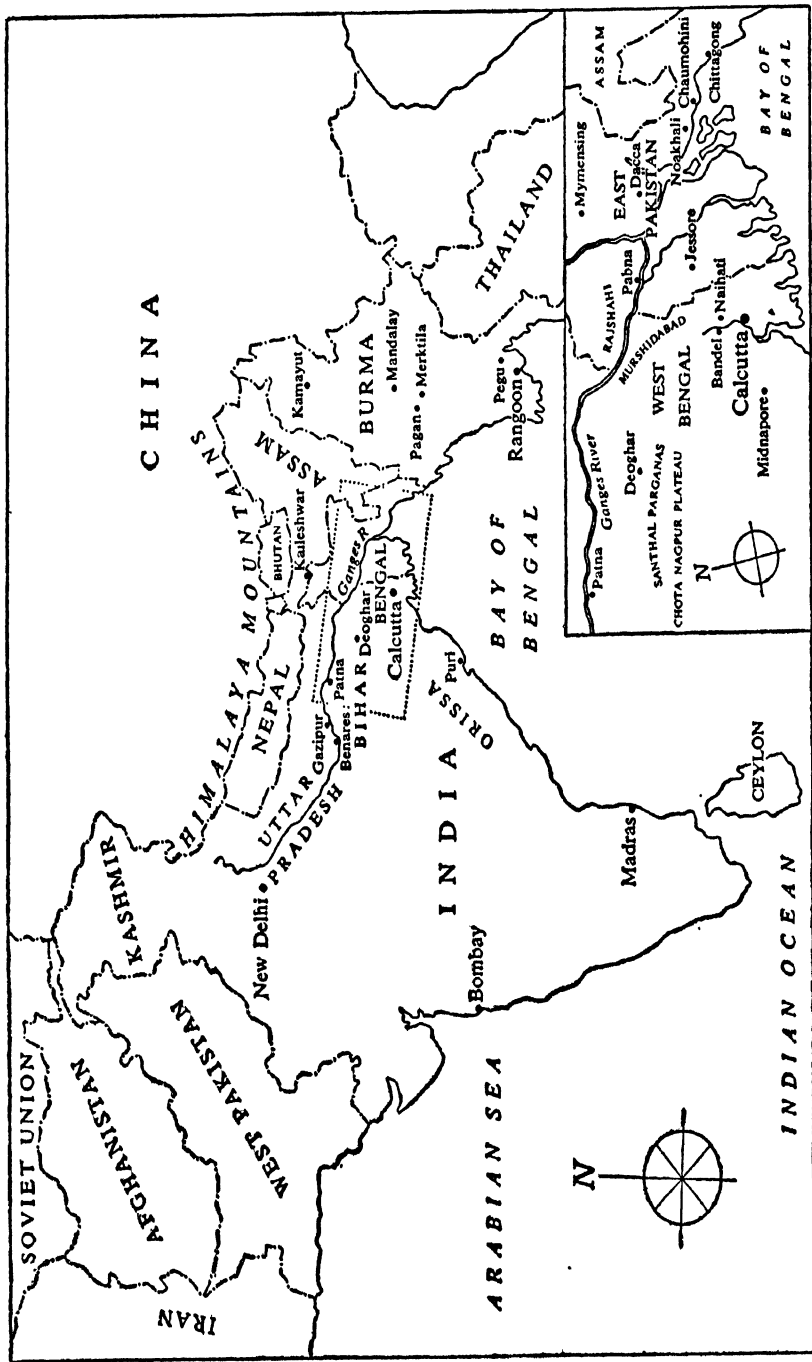 SOVIET UNION
AFGHANISTAN
IRAN
WEST PAKISTAN
KASHMIR
CHINA
HIMALAYA MOUNTAINS
NEPAL
BHUTAN
ASSAM
New Delhi
UTTAR
PRADESH
Gazipur
Benares
Patna
BIHAR
Deoghar
Ganges R.
Kaileshwar
BENGAL
Calcutta
Kamayut
BURMA
Mandalay
Pagan
Merktila
Pegu
Rangoon
THAILAND
INDIA
ORISSA
Puri
BAY OF
BENGAL
Bombay
Madras
CEYLON
ARABIAN SEA
INDIAN OCEAN
N
Patna
Ganges River
Deoghar
SANTHAL PARGANAS
CHOTA NAGPUR PLATEAU
N
RAJSHAHI
MURSHIDABAD
Pabna
WEST
BENGAL
Bandel
Naihati
Calcutta
Midnapore
Mymensing
EAST
PAKISTAN
Dacca
Jessore
Noakhali
Chaumohini
Chittagong
ASSAM
BAY OF
BENGAL